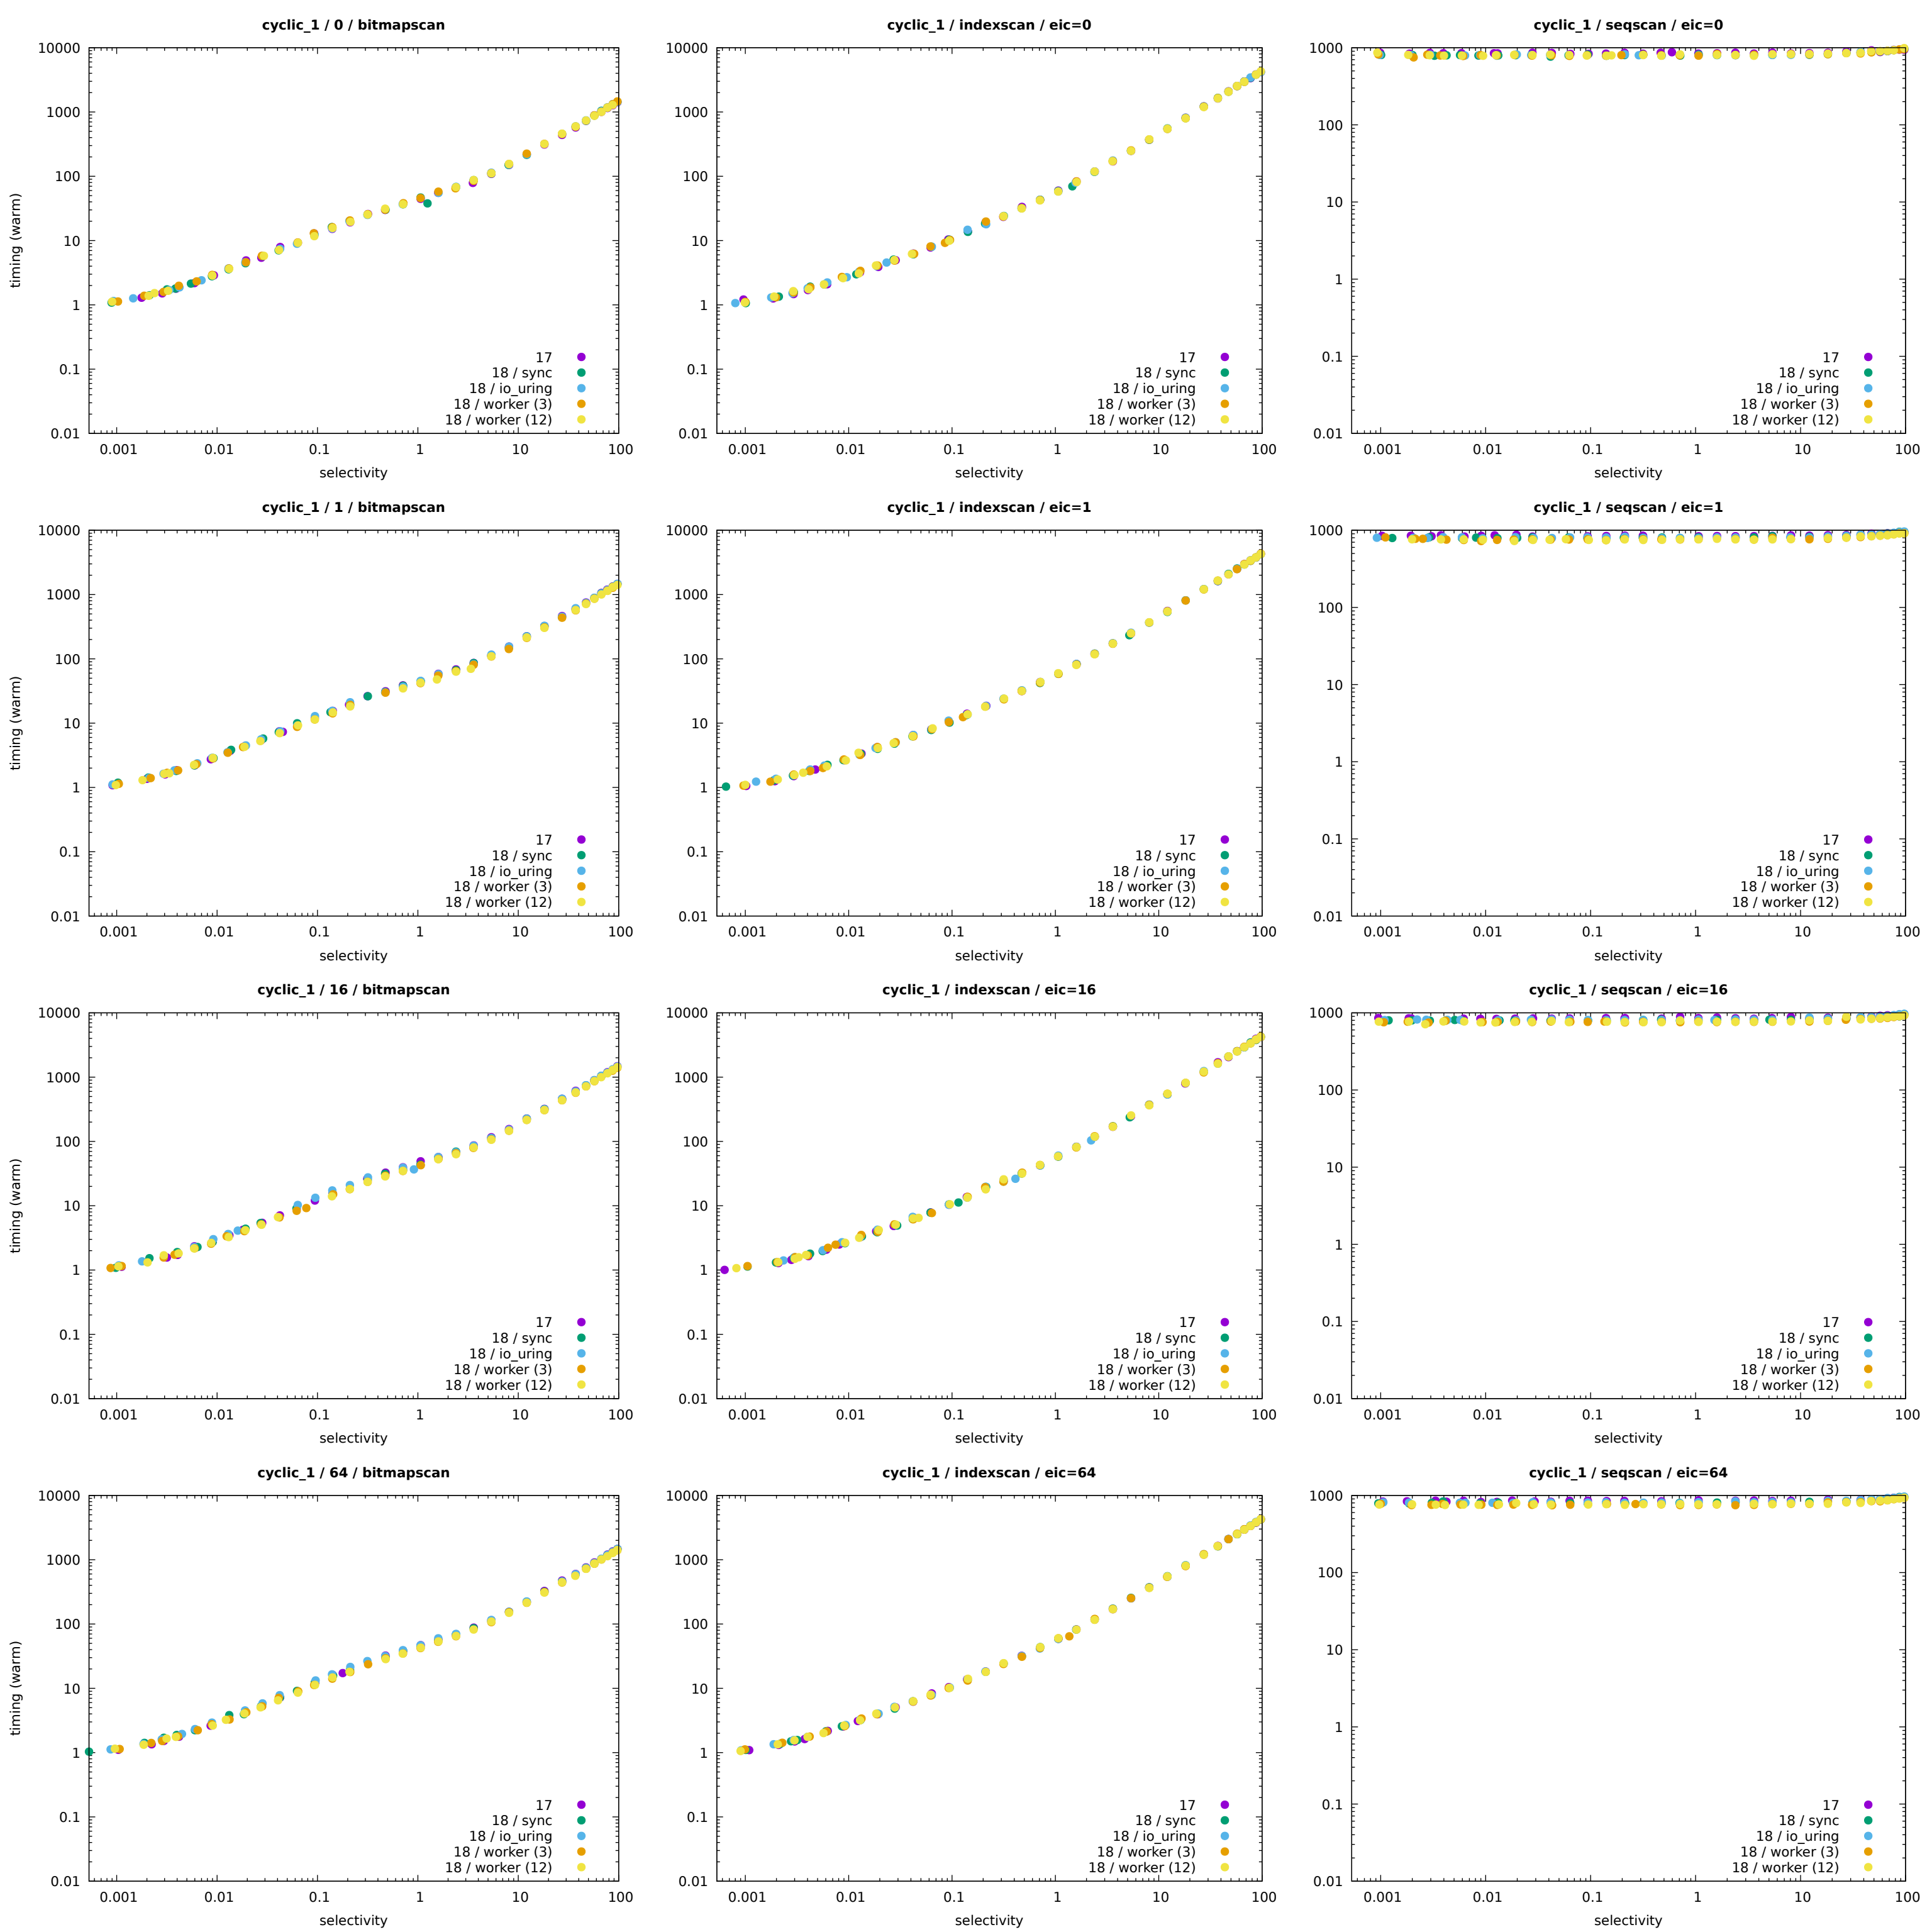 cyclic_1 / 0 / bitmapscan
10000
1000
100
10
1
0.1
0.01
timing (warm)
17
18 / sync
18 / io_uring
18 / worker (3)
18 / worker (12)
0.001 0.01 0.1 1 10 100
selectivity
cyclic_1 / indexscan / eic=0
10000
1000
100
10
1
0.1
0.01
17
18 / sync
18 / io_uring
18 / worker (3)
18 / worker (12)
0.001 0.01 0.1 1 10 100
selectivity
cyclic_1 / seqscan / eic=0
1000
100
10
1
0.1
0.01
17
18 / sync
18 / io_uring
18 / worker (3)
18 / worker (12)
0.001 0.01 0.1 1 10 100
selectivity
cyclic_1 / 1 / bitmapscan
10000
1000
100
10
1
0.1
0.01
timing (warm)
17
18 / sync
18 / io_uring
18 / worker (3)
18 / worker (12)
0.001 0.01 0.1 1 10 100
selectivity
cyclic_1 / indexscan / eic=1
10000
1000
100
10
1
0.1
0.01
17
18 / sync
18 / io_uring
18 / worker (3)
18 / worker (12)
0.001 0.01 0.1 1 10 100
selectivity
cyclic_1 / seqscan / eic=1
1000
100
10
1
0.1
0.01
17
18 / sync
18 / io_uring
18 / worker (3)
18 / worker (12)
0.001 0.01 0.1 1 10 100
selectivity
cyclic_1 / 16 / bitmapscan
10000
1000
100
10
1
0.1
0.01
timing (warm)
17
18 / sync
18 / io_uring
18 / worker (3)
18 / worker (12)
0.001 0.01 0.1 1 10 100
selectivity
cyclic_1 / indexscan / eic=16
10000
1000
100
10
1
0.1
0.01
17
18 / sync
18 / io_uring
18 / worker (3)
18 / worker (12)
0.001 0.01 0.1 1 10 100
selectivity
cyclic_1 / seqscan / eic=16
1000
100
10
1
0.1
0.01
17
18 / sync
18 / io_uring
18 / worker (3)
18 / worker (12)
0.001 0.01 0.1 1 10 100
selectivity
cyclic_1 / 64 / bitmapscan
10000
1000
100
10
1
0.1
0.01
timing (warm)
17
18 / sync
18 / io_uring
18 / worker (3)
18 / worker (12)
0.001 0.01 0.1 1 10 100
selectivity
cyclic_1 / indexscan / eic=64
10000
1000
100
10
1
0.1
0.01
17
18 / sync
18 / io_uring
18 / worker (3)
18 / worker (12)
0.001 0.01 0.1 1 10 100
selectivity
cyclic_1 / seqscan / eic=64
1000
100
10
1
0.1
0.01
17
18 / sync
18 / io_uring
18 / worker (3)
18 / worker (12)
0.001 0.01 0.1 1 10 100
selectivity